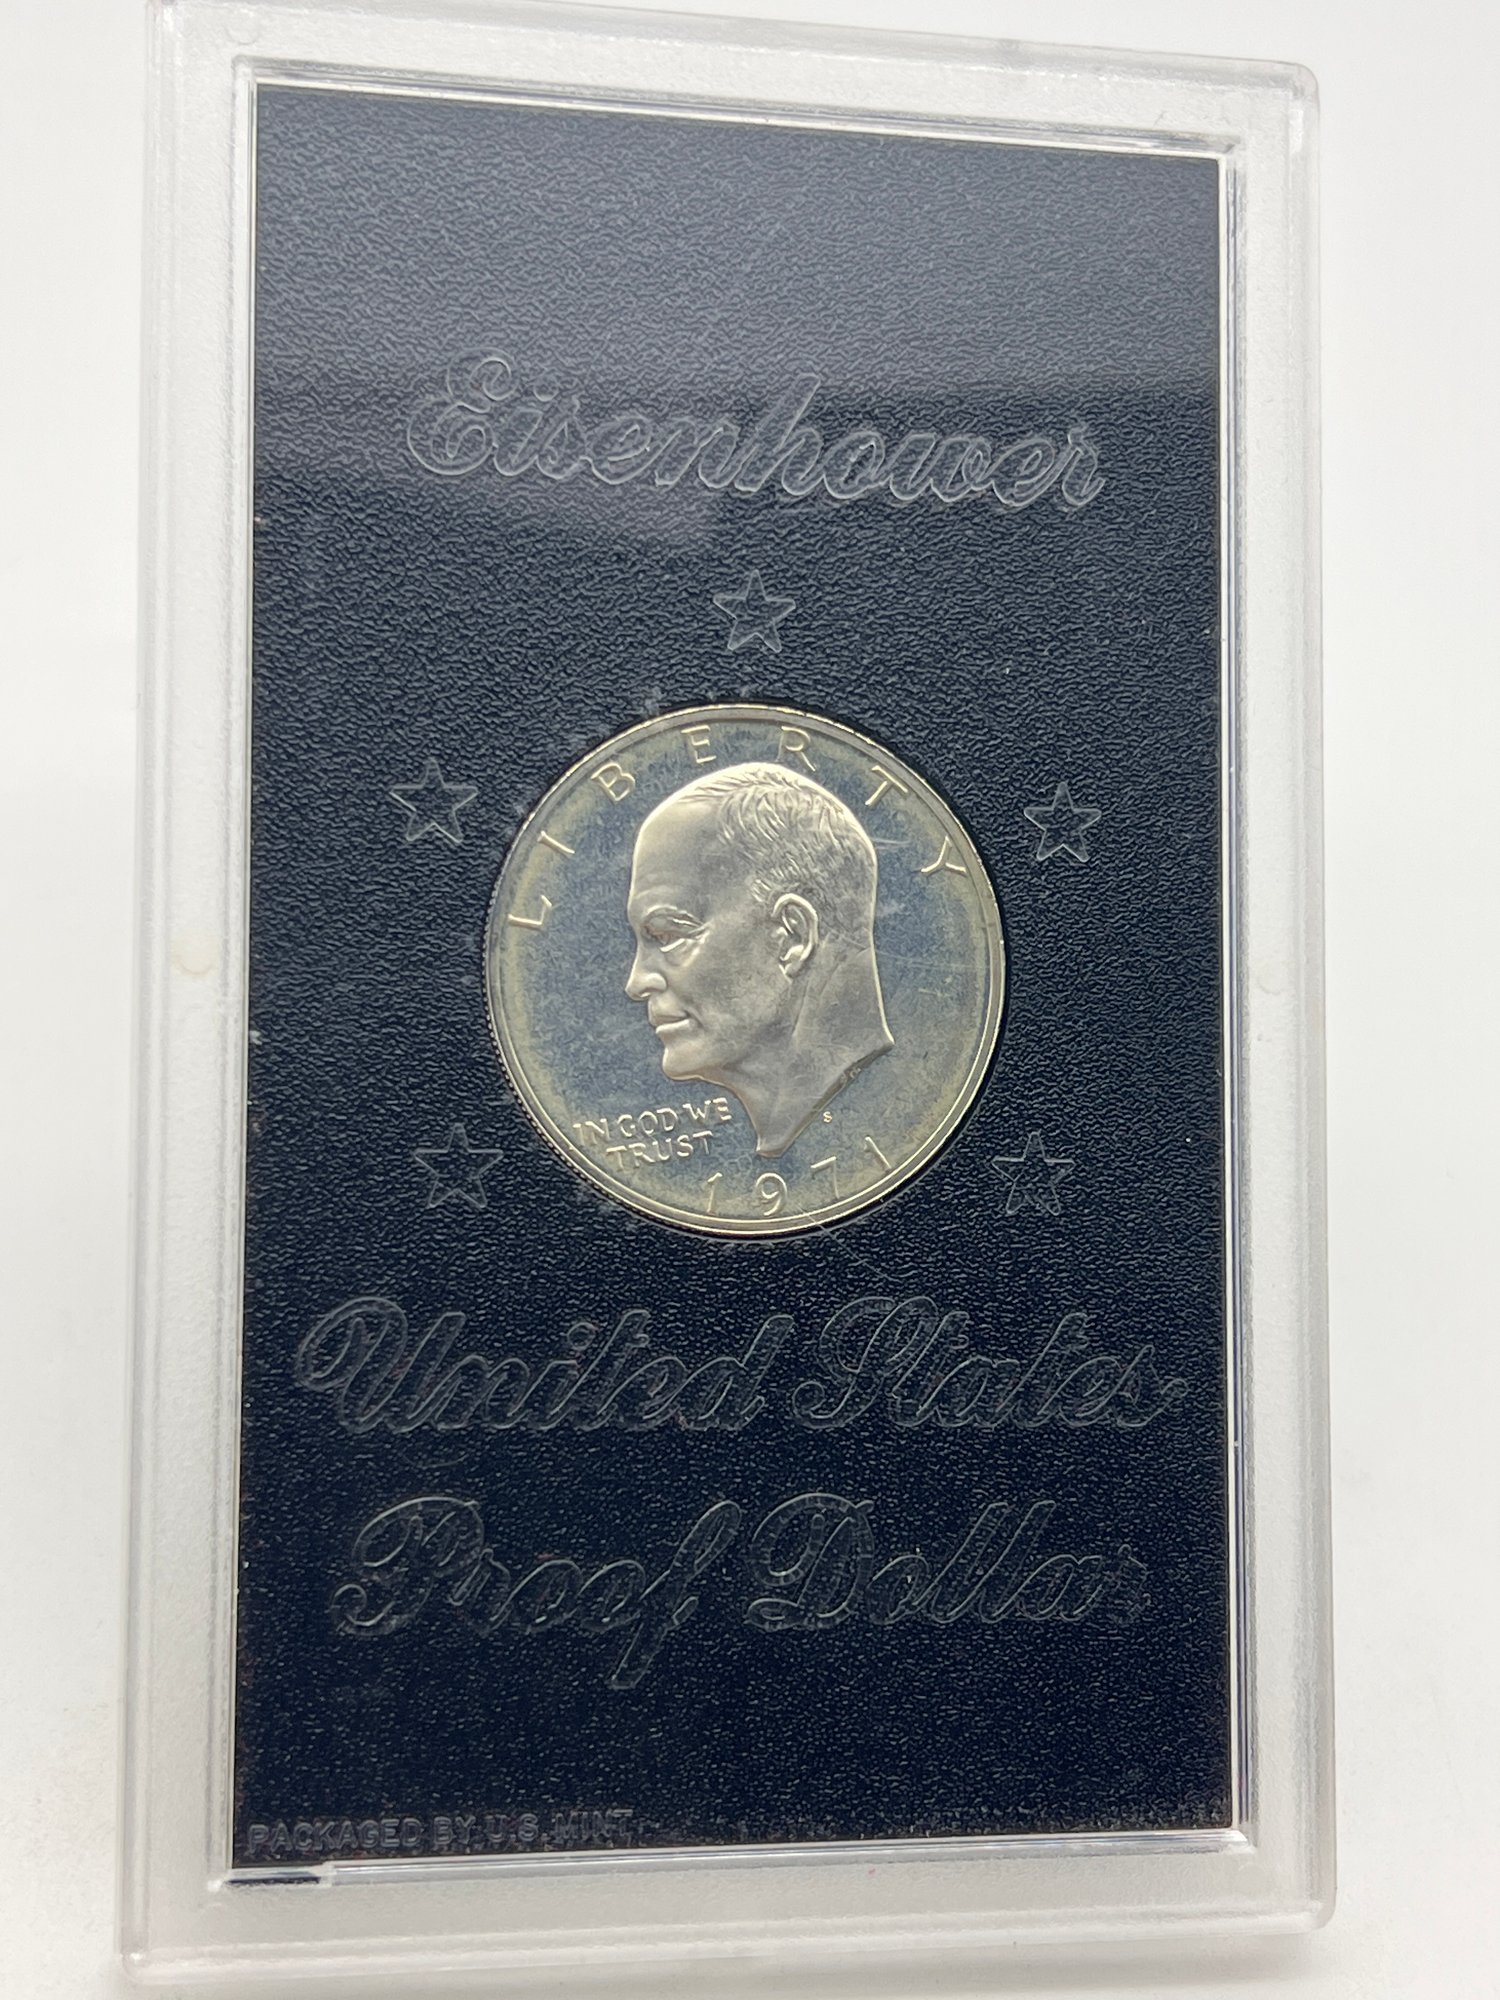 Eisenhower
LIBERTY
IN GOD WE
TRUST
S
1971
United States
Proof Dollar
PACKAGED BY U.S. MINT